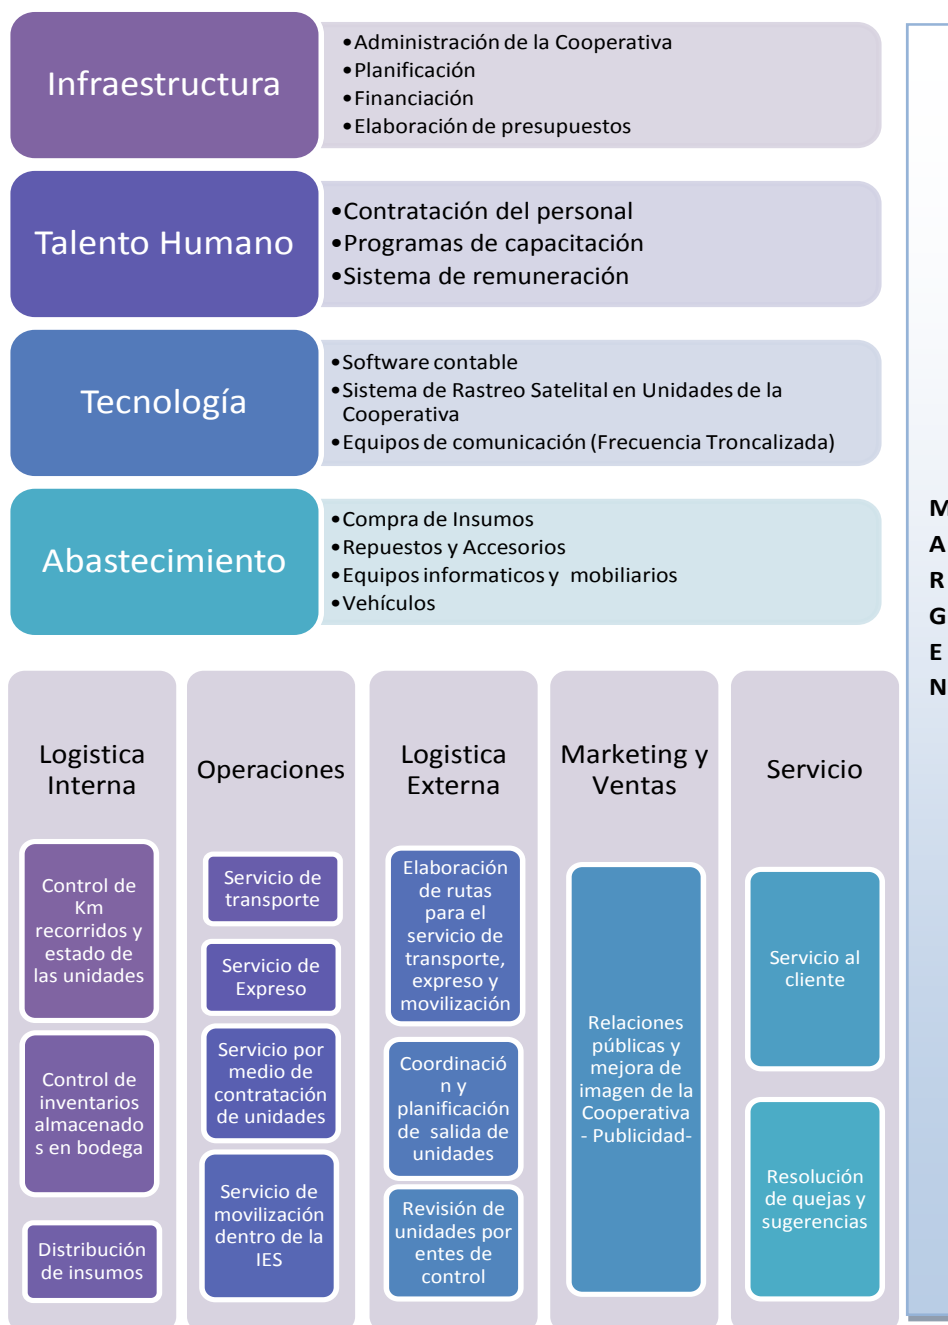 Infraestructura
•Administración de la Cooperativa
•Planificación
•Financiación
•Elaboración de presupuestos
Talento Humano
•Contratación del personal
•Programas de capacitación
•Sistema de remuneración
Tecnología
•Software contable
•Sistema de Rastreo Satelital en Unidades de la
Cooperativa
•Equipos de comunicación (Frecuencia Troncalizada)
Abastecimiento
•Compra de Insumos
•Repuestos y Accesorios
•Equipos informaticos y mobiliarios
•Vehículos
M
A
R
G
E
N
Logistica
Interna
Control de
Km
recorridos y
estado de
las unidades
Control de
inventarios
almacenado
s en bodega
Distribución
de insumos
Operaciones
Servicio de
transporte
Servicio de
Expreso
Servicio por
medio de
contratación
de unidades
Servicio de
movilización
dentro de la
IES
Logistica
Externa
Elaboración
de rutas
para el
servicio de
transporte,
expreso y
movilización
Coordinació
n y
planificación
de salida de
unidades
Revisión de
unidades por
entes de
control
Marketing y
Ventas
Relaciones
públicas y
mejora de
imagen de la
Cooperativa
- Publicidad-
Servicio
Servicio al
cliente
Resolución
de quejas y
sugerencias